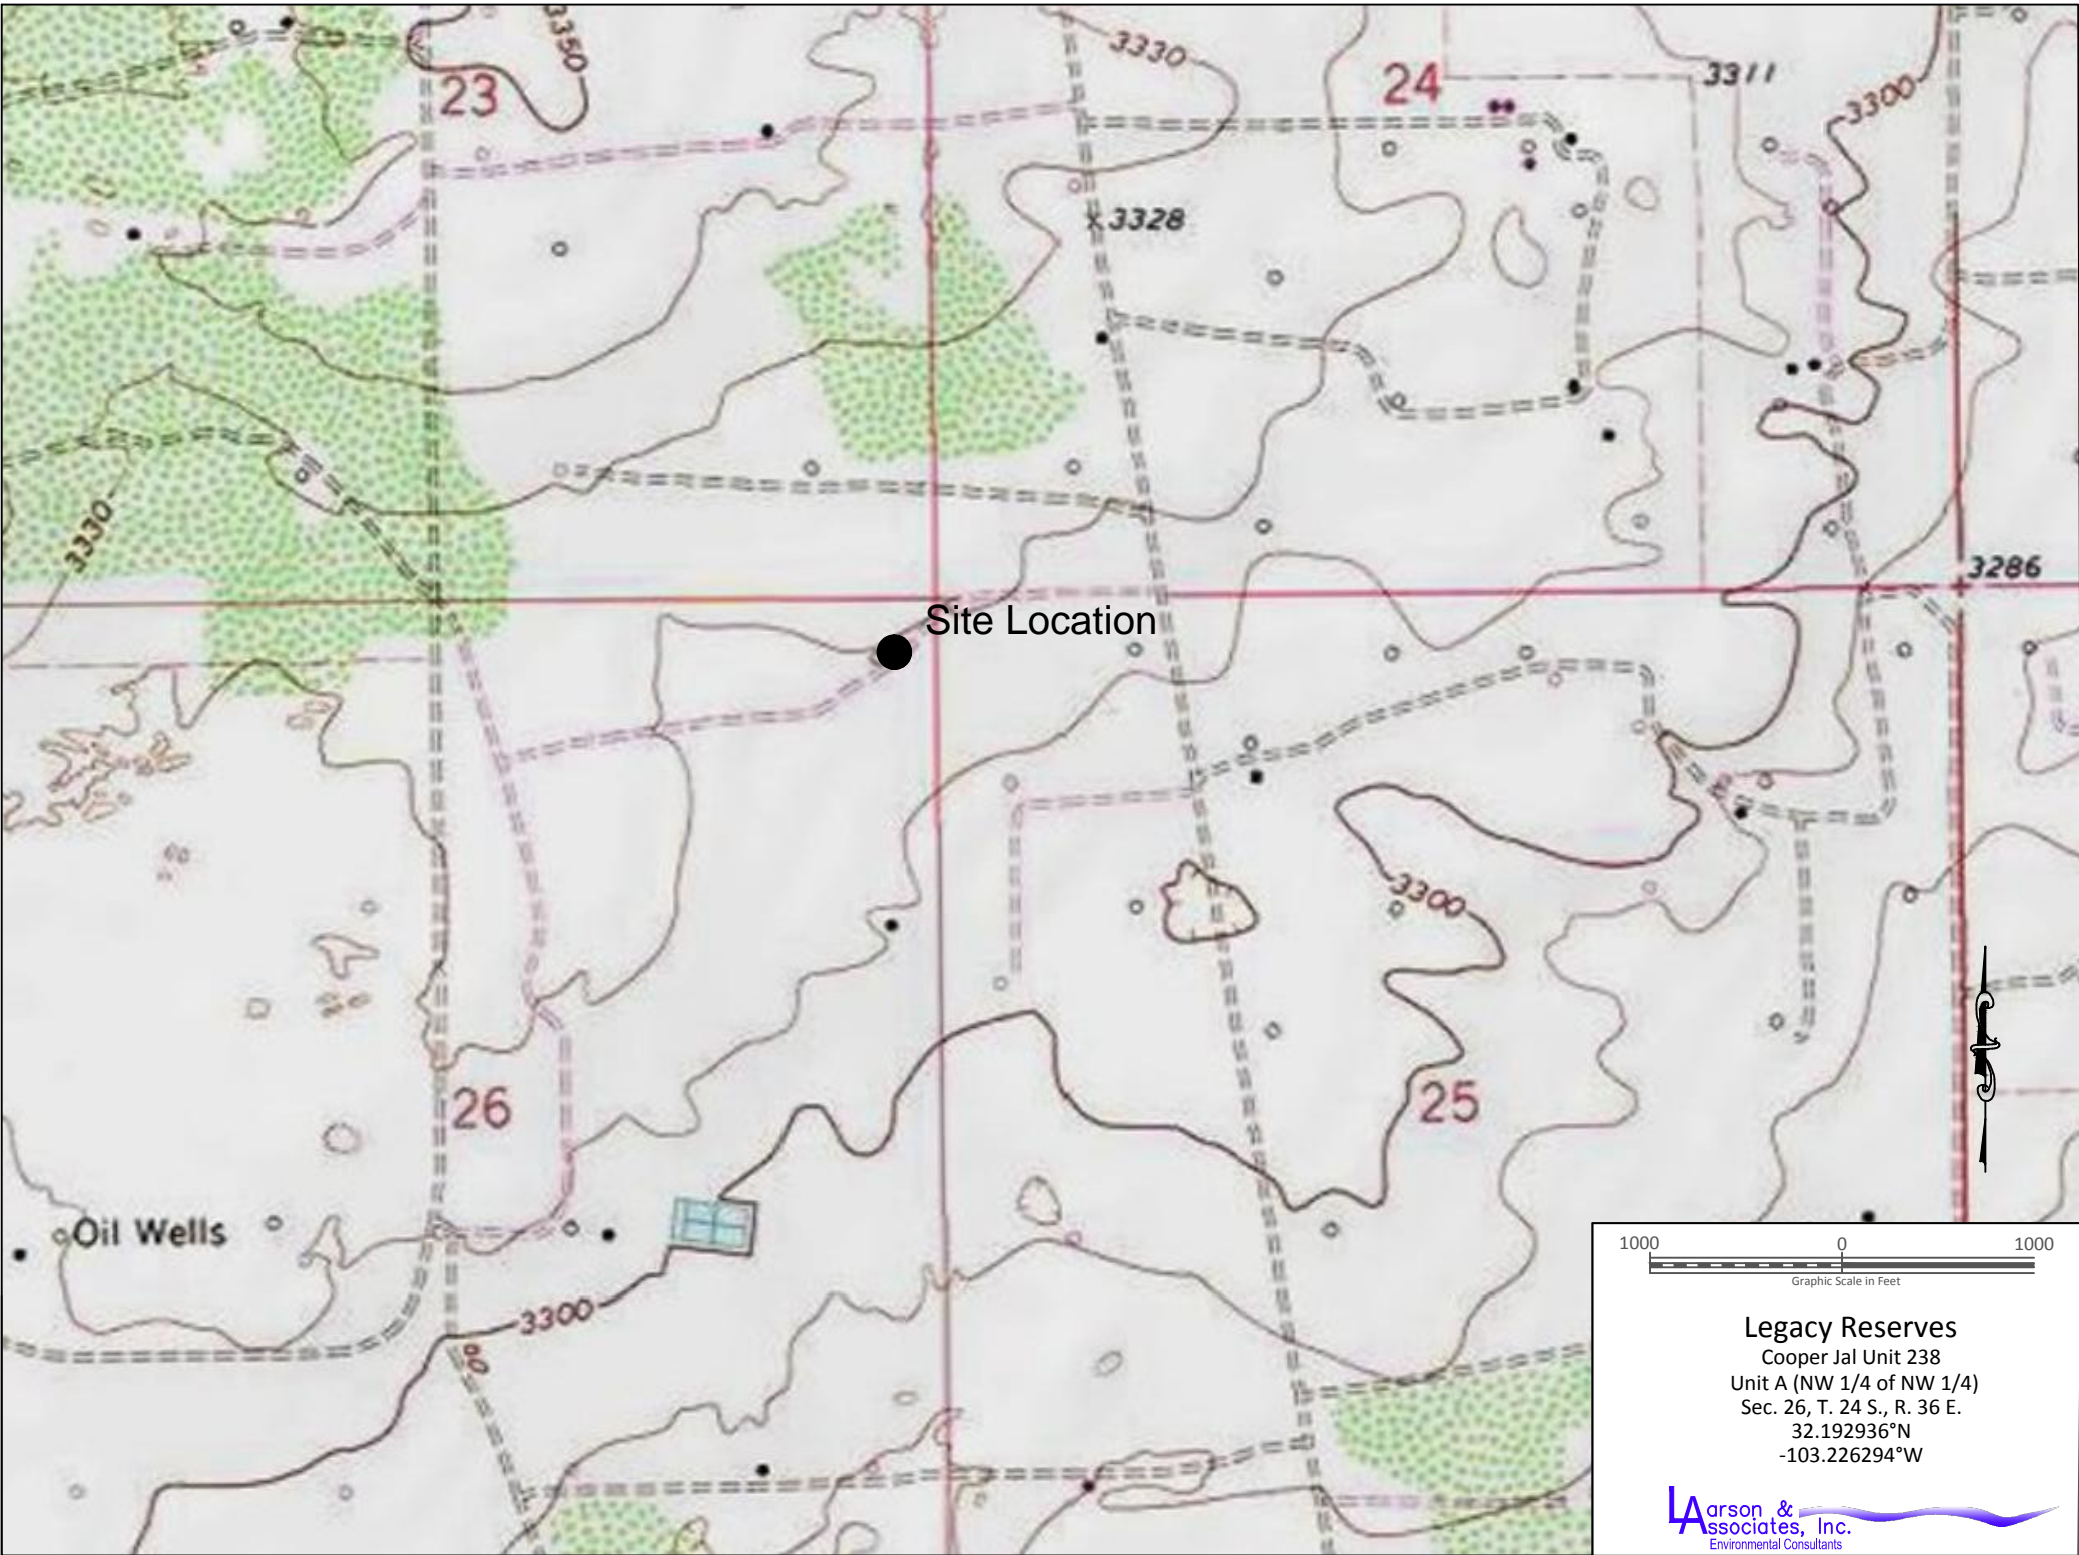 3350
3330
23
24
3311
3300
3328
3330
3286
Site Location
3300
26
25
Oil Wells
3300
90
1000 0 1000
Graphic Scale in Feet
Legacy Reserves
Cooper Jal Unit 238
Unit A (NW 1/4 of NW 1/4)
Sec. 26, T. 24 S., R. 36 E.
32.192936°N
-103.226294°W
Larson &
Associates, Inc.
Environmental Consultants